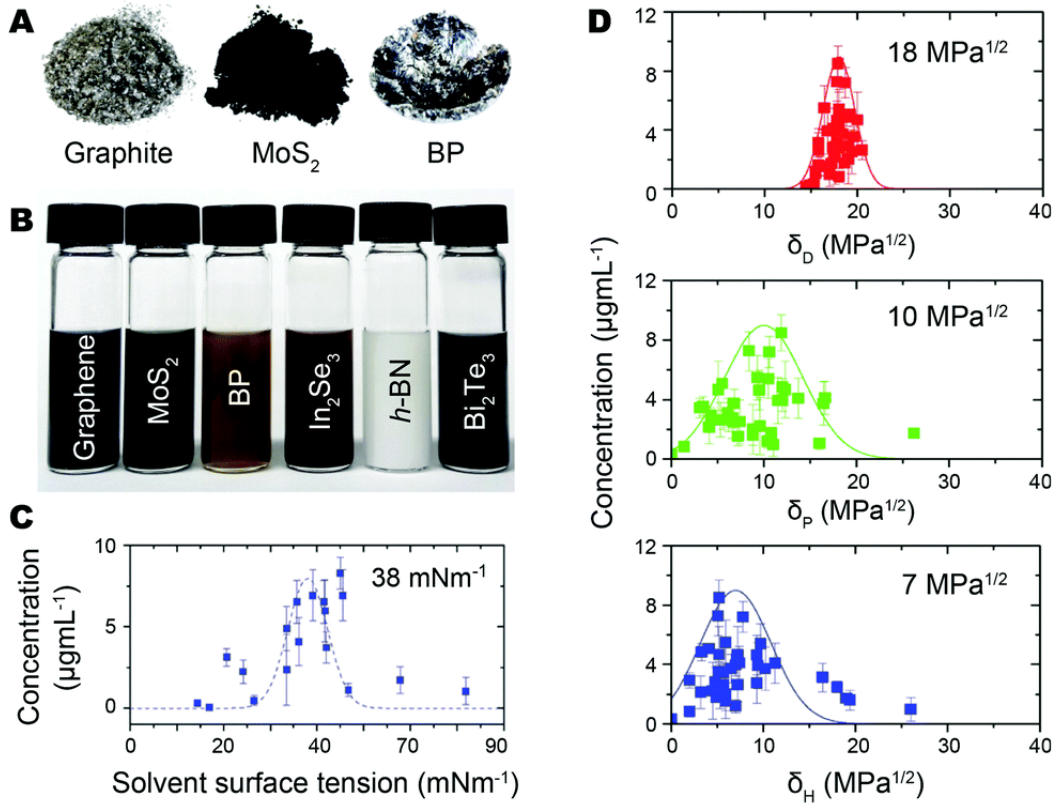 A
Graphite
MoS₂
BP
B
Graphene
MoS₂
BP
In₂Se₃
h-BN
Bi₂Te₃
C
10
5
0
Concentration
(µgmL⁻¹)
38 mNm⁻¹
0
20
40
60
70
90
Solvent surface tension (mNm⁻¹)
D
Concentration (µgmL⁻¹)
12
8
4
0
18 MPa¹/²
0
10
20
30
40
δD (MPa¹/²)
12
8
4
0
10 MPa¹/²
0
10
20
30
40
δP (MPa¹/²)
12
8
4
0
7 MPa¹/²
0
10
20
30
40
δH (MPa¹/²)